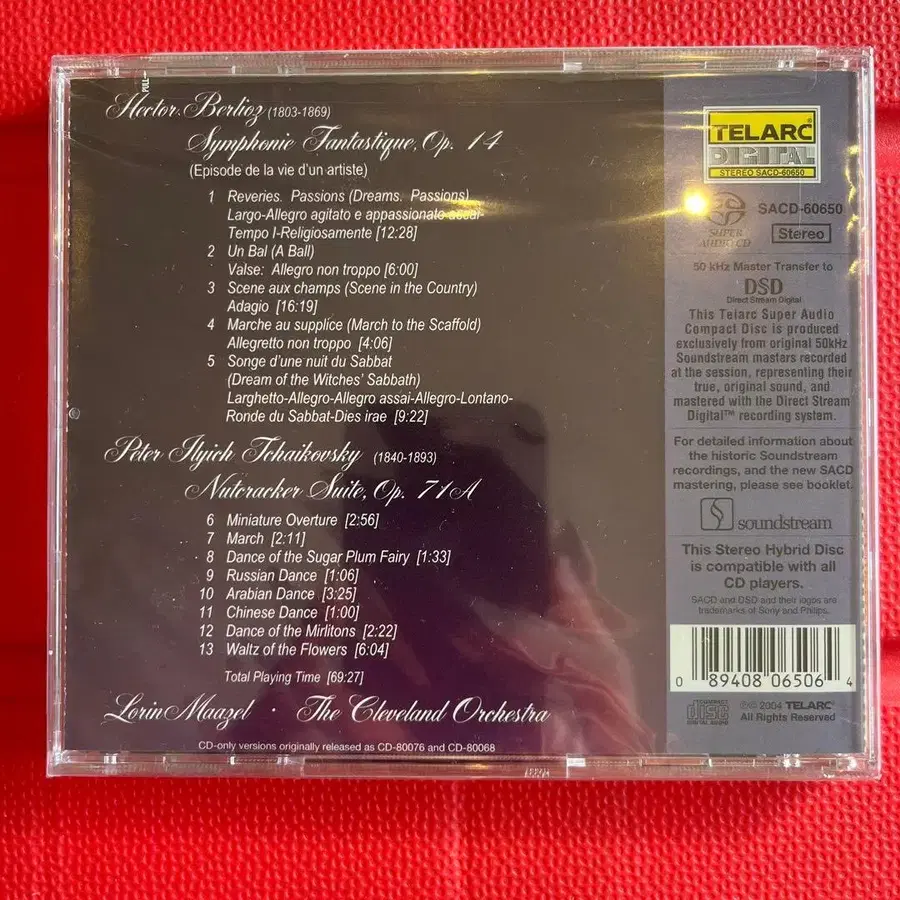 PULL
Hector Berlioz (1803-1869)
Symphonie Fantastique, Op. 14
(Episode de la vie d'un artiste)
1 Reveries. Passions (Dreams. Passions)
Largo-Allegro agitato e appassionato assai-
Tempo I-Religiosamente [12:28]
2 Un Bal (A Ball)
Valse: Allegro non troppo [6:00]
3 Scene aux champs (Scene in the Country)
Adagio [16:19]
4 Marche au supplice (March to the Scaffold)
Allegretto non troppo [4:06]
5 Songe d'une nuit du Sabbat
(Dream of the Witches' Sabbath)
Larghetto-Allegro-Allegro assai-Allegro-Lontano-
Ronde du Sabbat-Dies irae [9:22]
Peter Ilyich Tchaikovsky (1840-1893)
Nutcracker Suite, Op. 71A
6 Miniature Overture [2:56]
7 March [2:11]
8 Dance of the Sugar Plum Fairy [1:33]
9 Russian Dance [1:06]
10 Arabian Dance [3:25]
11 Chinese Dance [1:00]
12 Dance of the Mirlitons [2:22]
13 Waltz of the Flowers [6:04]
Total Playing Time [69:27]
Lorin Maazel · The Cleveland Orchestra
CD-only versions originally released as CD-80076 and CD-80068
TELARC®
DIGITAL
STEREO SACD-60650
SUPER AUDIO CD
SACD-60650
Stereo
50 kHz Master Transfer to
DSD
Direct Stream Digital
This Telarc Super Audio
Compact Disc is produced
exclusively from original 50kHz
Soundstream masters recorded
at the session, representing their
true, original sound, and
mastered with the Direct Stream
Digital™ recording system.
For detailed information about
the historic Soundstream
recordings, and the new SACD
mastering, please see booklet.
soundstream
This Stereo Hybrid Disc
is compatible with all
CD players.
SACD and DSD and their logos are
trademarks of Sony and Philips.
0 89408 06506 4
COMPACT
disc
DIGITAL AUDIO
℗© 2004 TELARC®
All Rights Reserved